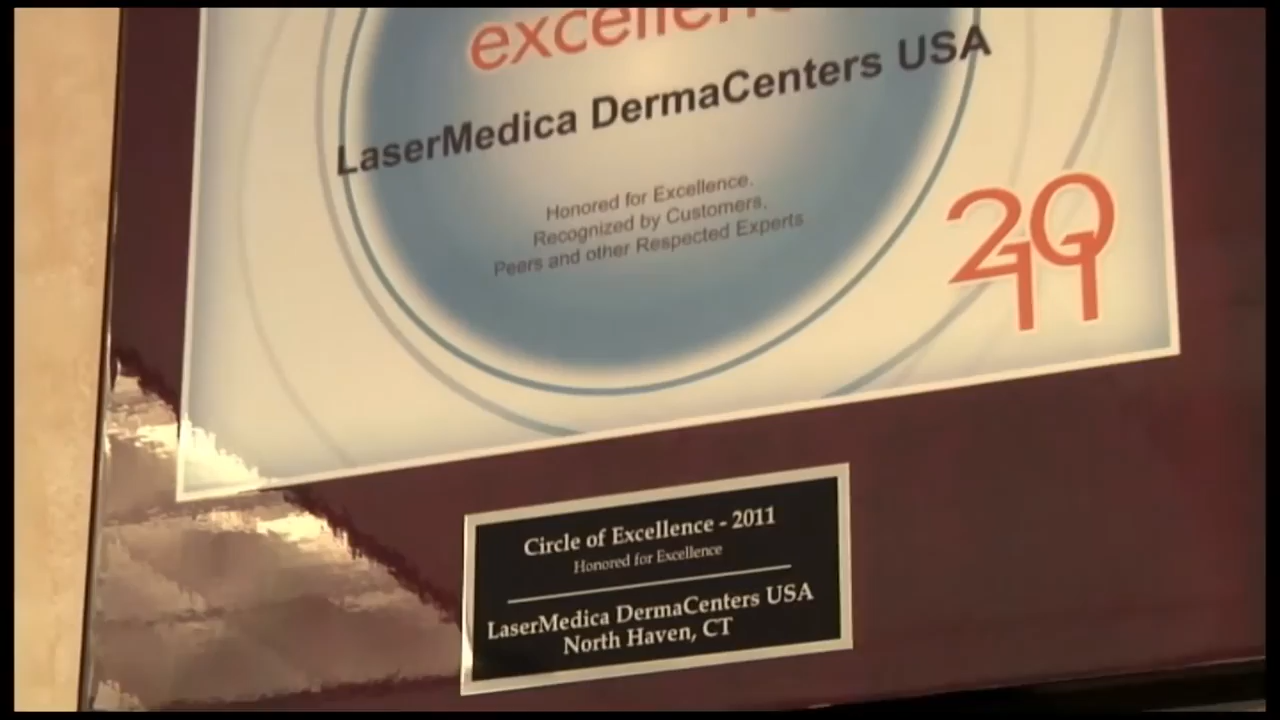 excellence
LaserMedica DermaCenters USA
Honored for Excellence.
Recognized by Customers,
Peers and other Respected Experts
2011
Circle of Excellence - 2011
Honored for Excellence
LaserMedica DermaCenters USA
North Haven, CT